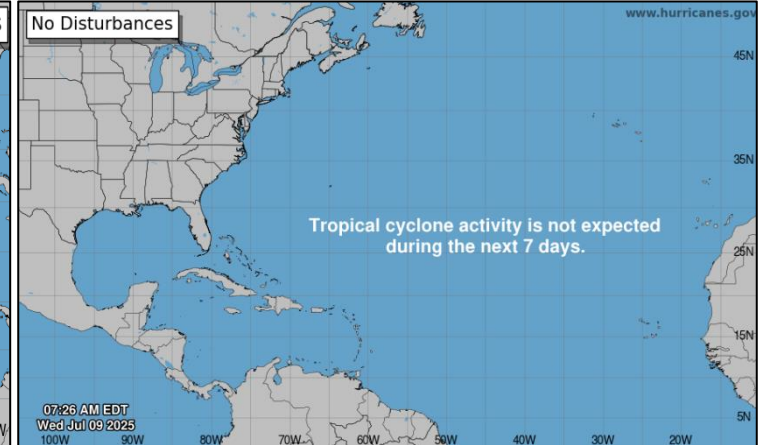 No Disturbances
www.hurricanes.gov
45N
35N
Tropical cyclone activity is not expected
during the next 7 days.
25N
15N
07:26 AM EDT
Wed Jul 09 2025
5N
100W 90W 80W 70W 60W 50W 40W 30W 20W